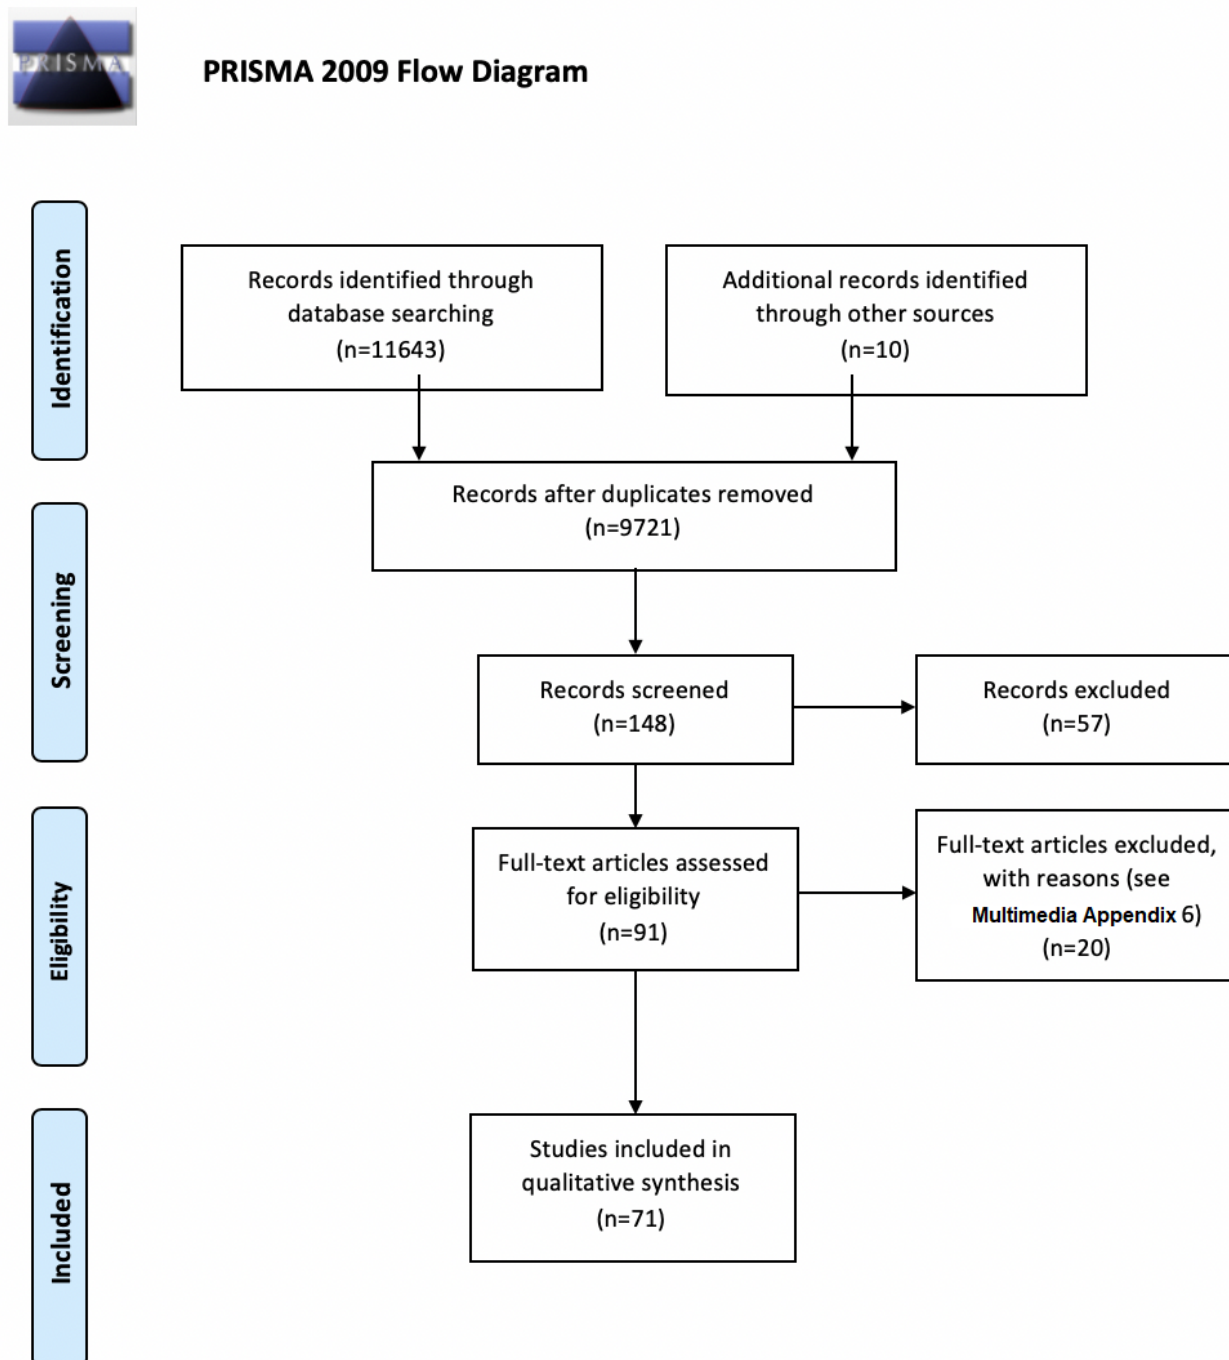 PRISMA
PRISMA 2009 Flow Diagram
Identification
Records identified through
database searching
(n=11643)
Additional records identified
through other sources
(n=10)
Records after duplicates removed
(n=9721)
Screening
Records screened
(n=148)
Records excluded
(n=57)
Eligibility
Full-text articles assessed
for eligibility
(n=91)
Full-text articles excluded,
with reasons (see
Multimedia Appendix 6)
(n=20)
Included
Studies included in
qualitative synthesis
(n=71)